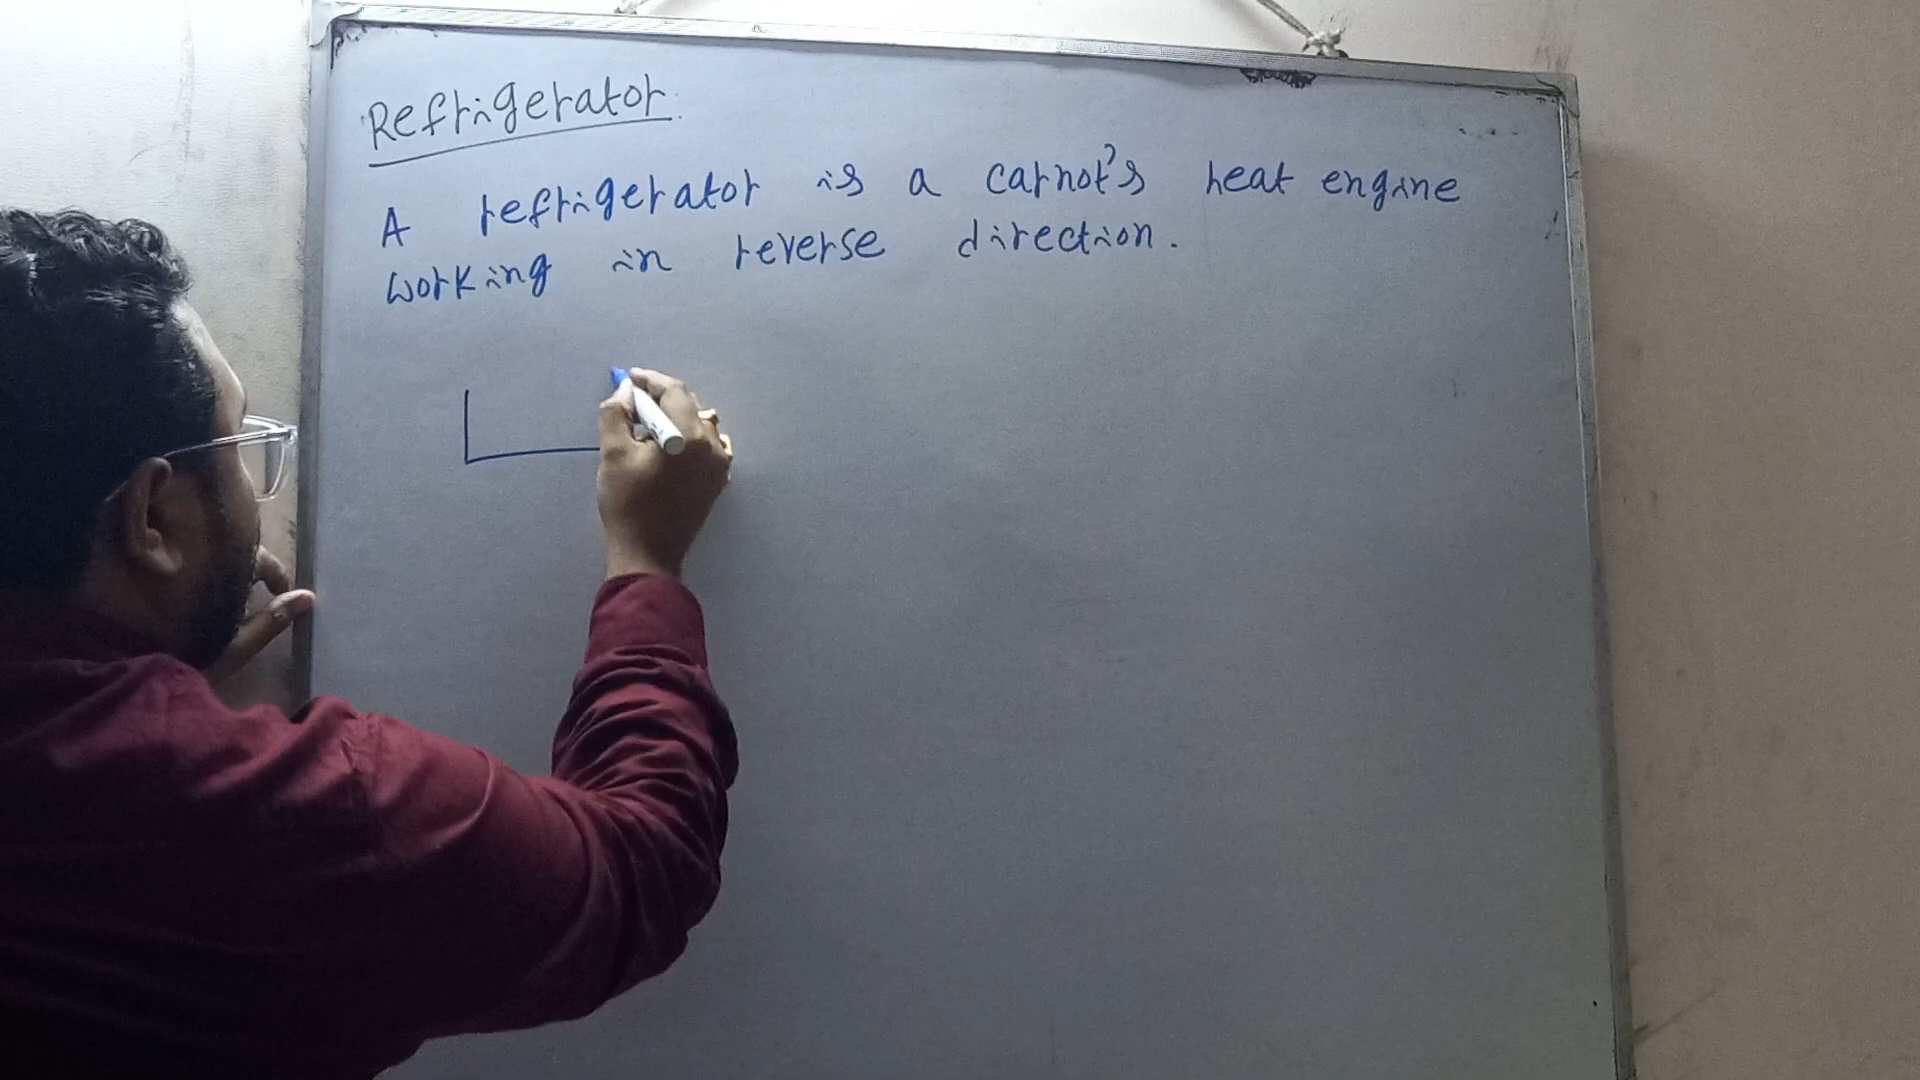 Refrigerator
A refrigerator is a carnot's heat engine
working in reverse direction.